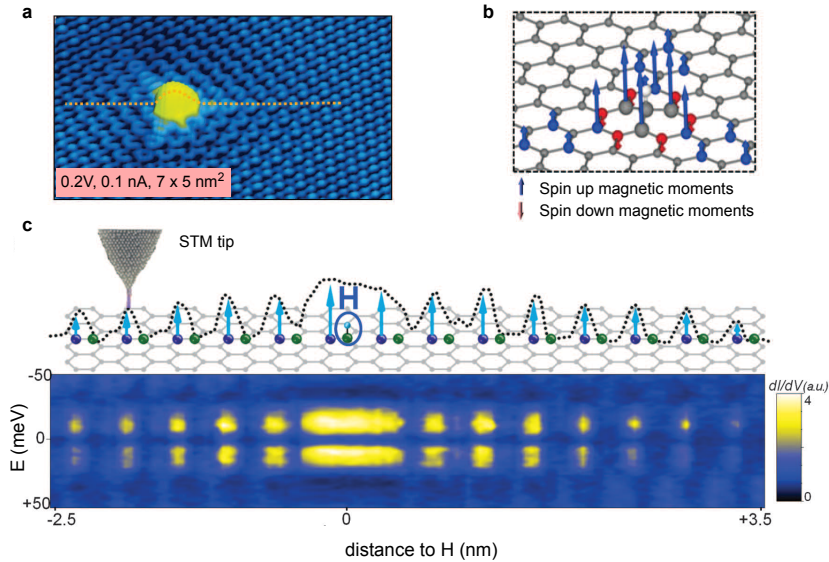 a
0.2V, 0.1 nA, 7 x 5 nm²
b
Spin up magnetic moments
Spin down magnetic moments
c
STM tip
H
-50
E (meV)
0
+50
dI/dV(a.u.)
4
0
-2.5
0
+3.5
distance to H (nm)